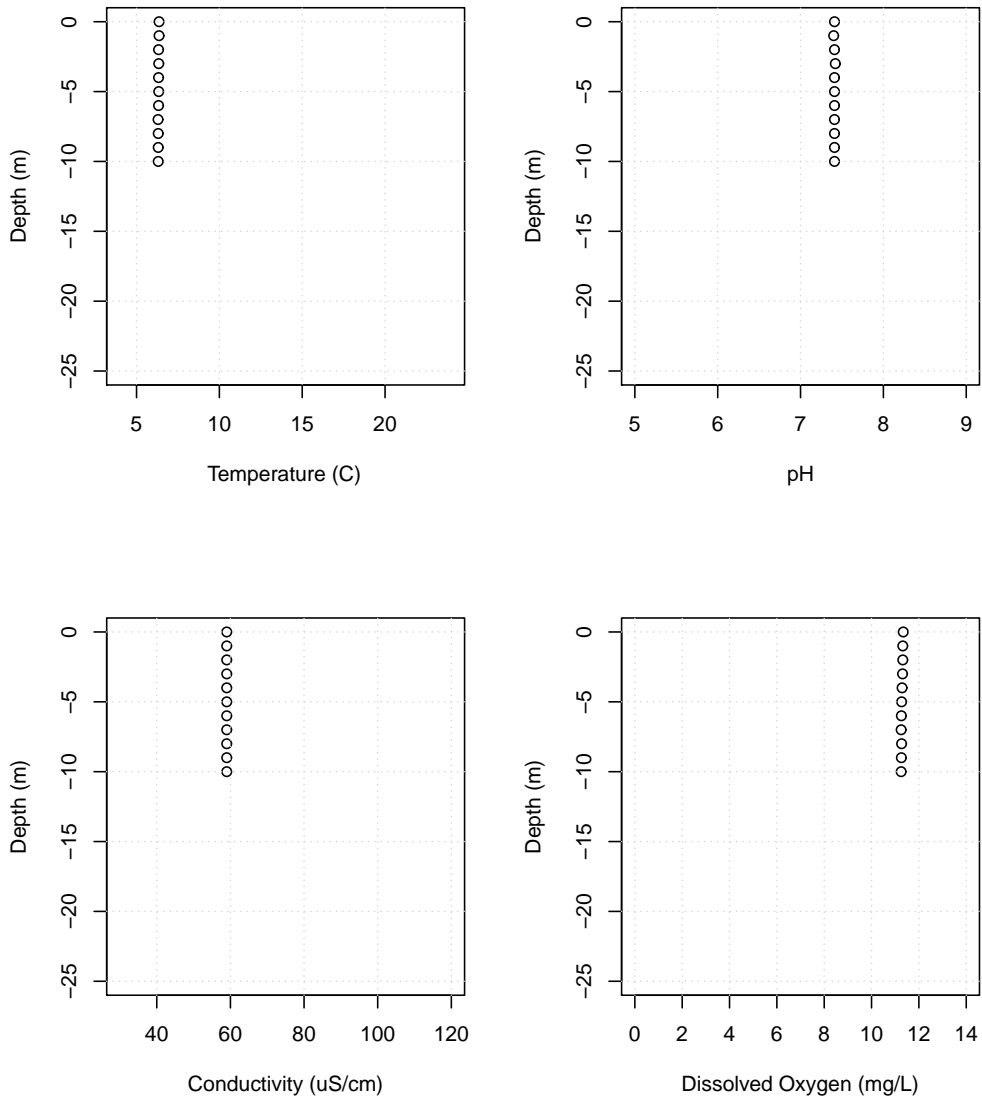 0
−5
−10
−15
−20
−25
Depth (m)
5 10 15 20
Temperature (C)
0
−5
−10
−15
−20
−25
Depth (m)
5 6 7 8 9
pH
0
−5
−10
−15
−20
−25
Depth (m)
40 60 80 100 120
Conductivity (uS/cm)
0
−5
−10
−15
−20
−25
Depth (m)
0 2 4 6 8 10 12 14
Dissolved Oxygen (mg/L)